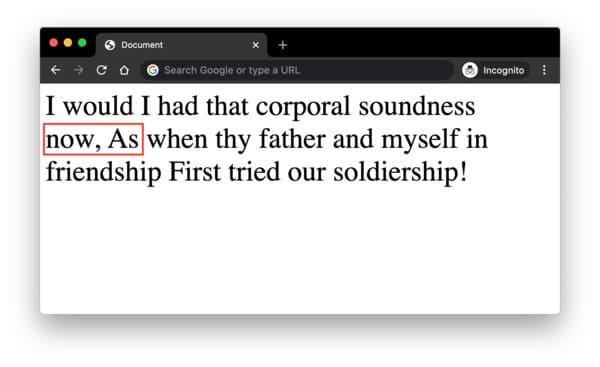 Document
Search Google or type a URL
Incognito
I would I had that corporal soundness
now, As when thy father and myself in
friendship First tried our soldiership!